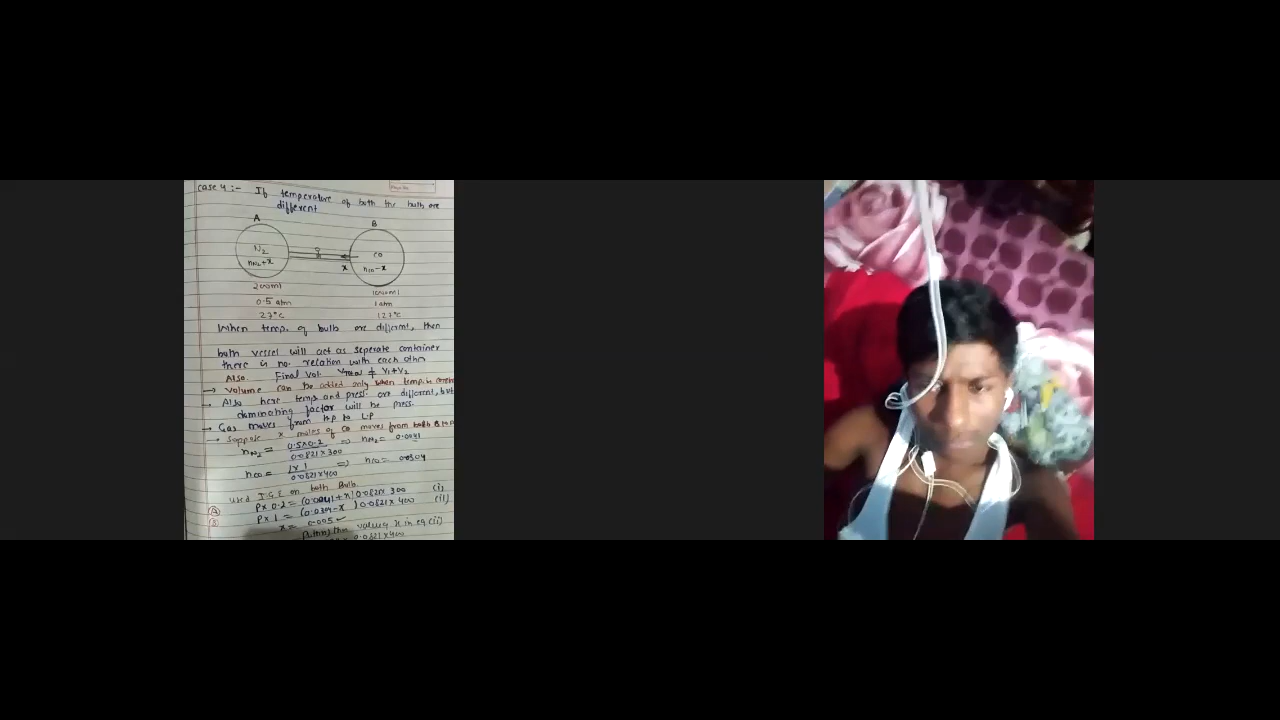 Case 4 :- If temperature of both the bulb are
different
A
B
N2
CO
nN2+x
x
nco-x
200ml
1000ml
0.5 atm
1 atm
27°C
127°C
When temp. of bulb are different, then
both vessel will act as seperate container
there is no relation with each other
Also Final Vol. Vtotal ≠ V1+V2
→ Volume can be added only when temp. is
→ Also here temp and press. are different, but
dominating factor will be press.
→ Gas moves from H.P to L.P
→ Suppose x moles of CO moves from bulb B to
nN2 = 0.5×0.2 / 0.0821×300 ⇒ nN2 = 0.0041
nco = 1×1 / 0.0821×400 ⇒ nco = 0.0304
Used I.G.E on both Bulb
(A) P×0.2 = (0.0041+x) 0.0821×300 (i)
(B) P×1 = (0.0304-x) 0.0821×400 (ii)
x = 0.005
Putting the value of x in eq (ii)
0.0821×400